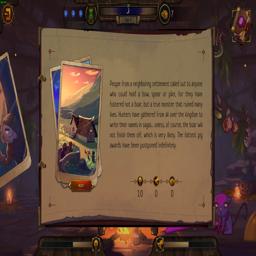 People from a neighboring settlement called out to anyone
who could hold a bow, spear or pike, for they have
fostered not a boar, but a true monster that ruined many
lives. Hunters have gathered from all over the Kingdom to
write their names in sagas... unless, of course, the boar will
not finish them off, which is very likely. The fattest pig
awards have been postponed indefinitely.
10 0 0